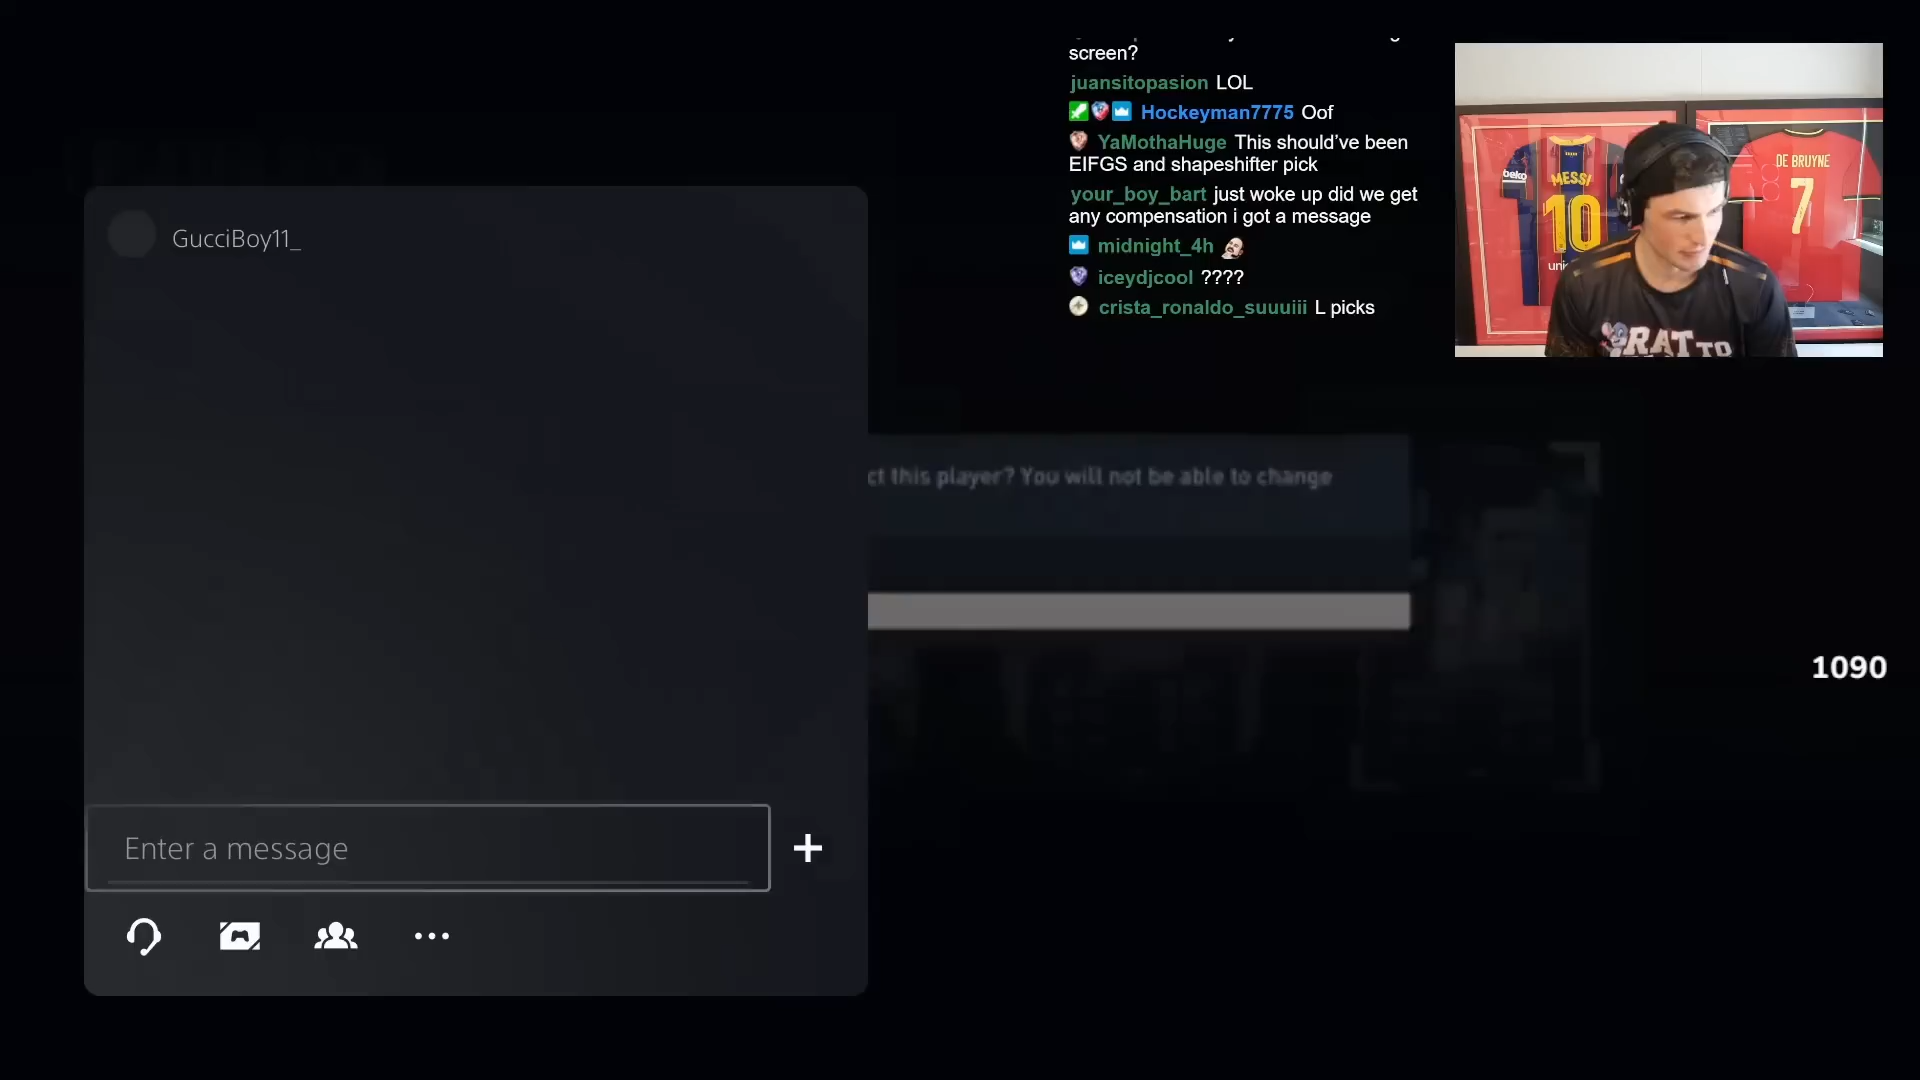 screen?
juansitopasion LOL
Hockeyman7775 Oof
YaMothaHuge This should've been
EIFGS and shapeshifter pick
your_boy_bart just woke up did we get
any compensation i got a message
midnight_4h
iceydjcool ????
crista_ronaldo_suuuiii L picks
beko
MESSI
10
DE BRUYNE
7
RAT TO
GucciBoy11_
ct this player? You will not be able to change
1090
Enter a message